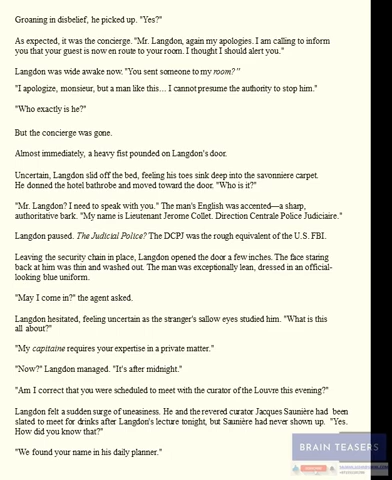 Groaning in disbelief, he picked up. "Yes?"
As expected, it was the concierge. "Mr. Langdon, again my apologies. I am calling to inform
you that your guest is now en route to your room. I thought I should alert you."
Langdon was wide awake now. "You sent someone to my room?"
"I apologize, monsieur, but a man like this... I cannot presume the authority to stop him."
"Who exactly is he?"
But the concierge was gone.
Almost immediately, a heavy fist pounded on Langdon's door.
Uncertain, Langdon slid off the bed, feeling his toes sink deep into the savonniere carpet.
He donned the hotel bathrobe and moved toward the door. "Who is it?"
"Mr. Langdon? I need to speak with you." The man's English was accented—a sharp,
authoritative bark. "My name is Lieutenant Jerome Collet. Direction Centrale Police Judiciaire."
Langdon paused. The Judicial Police? The DCPJ was the rough equivalent of the U.S. FBI.
Leaving the security chain in place, Langdon opened the door a few inches. The face staring
back at him was thin and washed out. The man was exceptionally lean, dressed in an official-
looking blue uniform.
"May I come in?" the agent asked.
Langdon hesitated, feeling uncertain as the stranger's sallow eyes studied him. "What is this
all about?"
"My capitaine requires your expertise in a private matter."
"Now?" Langdon managed. "It's after midnight."
"Am I correct that you were scheduled to meet with the curator of the Louvre this evening?"
Langdon felt a sudden surge of uneasiness. He and the revered curator Jacques Saunière had been
slated to meet for drinks after Langdon's lecture tonight, but Saunière had never shown up. "Yes.
How did you know that?"
"We found your name in his daily planner."
BRAIN TEASERS